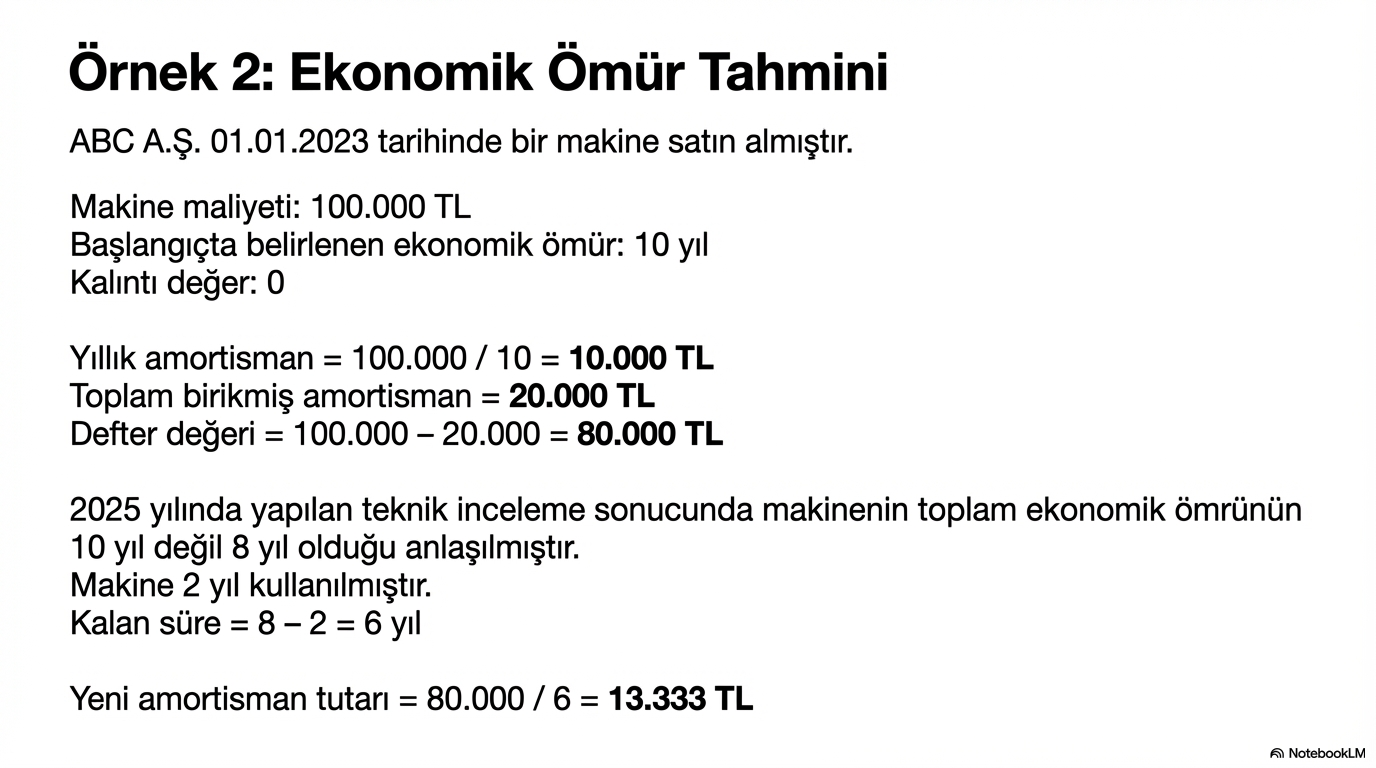 Örnek 2: Ekonomik Ömür Tahmini
ABC A.Ş. 01.01.2023 tarihinde bir makine satın almıştır.
Makine maliyeti: 100.000 TL
Başlangıçta belirlenen ekonomik ömür: 10 yıl
Kalıntı değer: 0
Yıllık amortisman = 100.000 / 10 = 10.000 TL
Toplam birikmiş amortisman = 20.000 TL
Defter değeri = 100.000 – 20.000 = 80.000 TL
2025 yılında yapılan teknik inceleme sonucunda makinenin toplam ekonomik ömrünün
10 yıl değil 8 yıl olduğu anlaşılmıştır.
Makine 2 yıl kullanılmıştır.
Kalan süre = 8 – 2 = 6 yıl
Yeni amortisman tutarı = 80.000 / 6 = 13.333 TL
NotebookLM